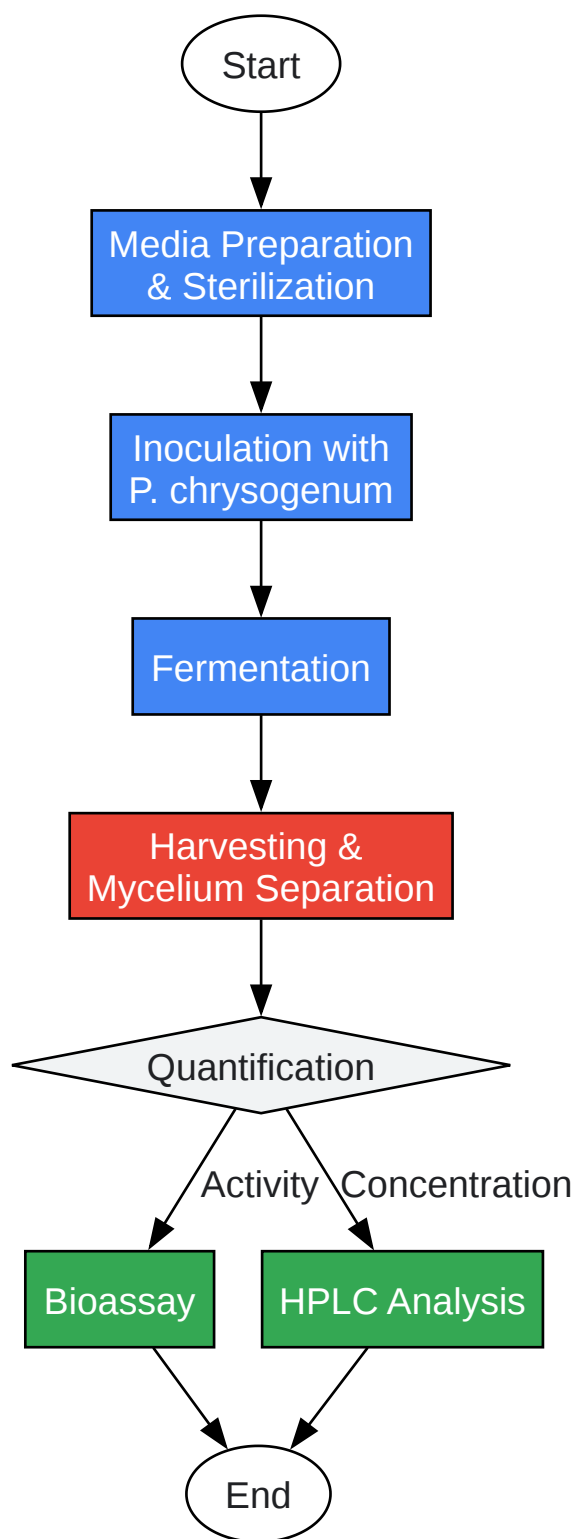 Start
Media Preparation
& Sterilization
Inoculation with
P. chrysogenum
Fermentation
Harvesting &
Mycelium Separation
Quantification
Activity
Concentration
Bioassay
HPLC Analysis
End